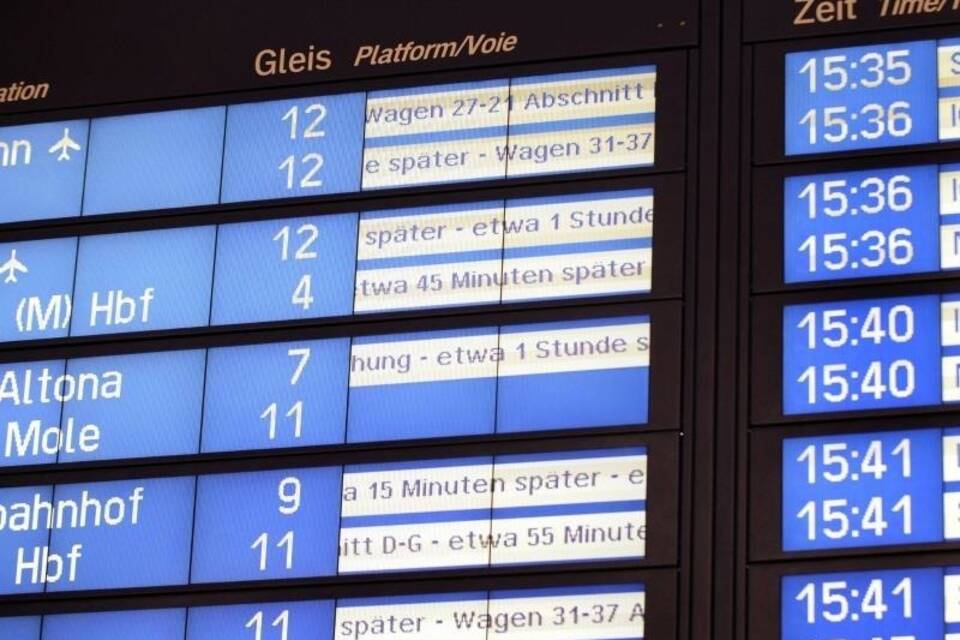 Gleis Platform/Voie
12 Wagen 27-21 Abschnitt
12 e später - Wagen 31-37
12 später - etwa 1 Stunde
(M) Hbf 4 twa 45 Minuten später
Altona 7 hung - etwa 1 Stunde s
Mole 11
bahnhof 9 a 15 Minuten später - e
Hbf 11 itt D-G - etwa 55 Minute
11 später - Wagen 31-37 A
Zeit Time/
15:35
15:36
15:36
15:36
15:40
15:40
15:41
15:41
15:41